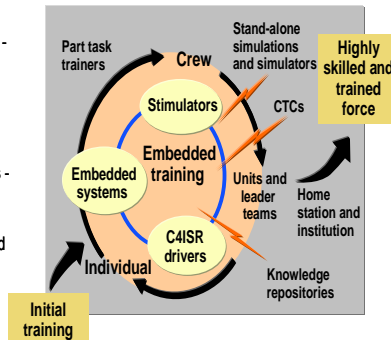 Part task
trainers
Crew
Stand-alone
simulations
and simulators
Highly
skilled and
trained
force
Stimulators
CTCs
Embedded
training
Embedded
systems
Units and
leader
teams
Home
station and
institution
C4ISR
drivers
Individual
Knowledge
repositories
Initial
training